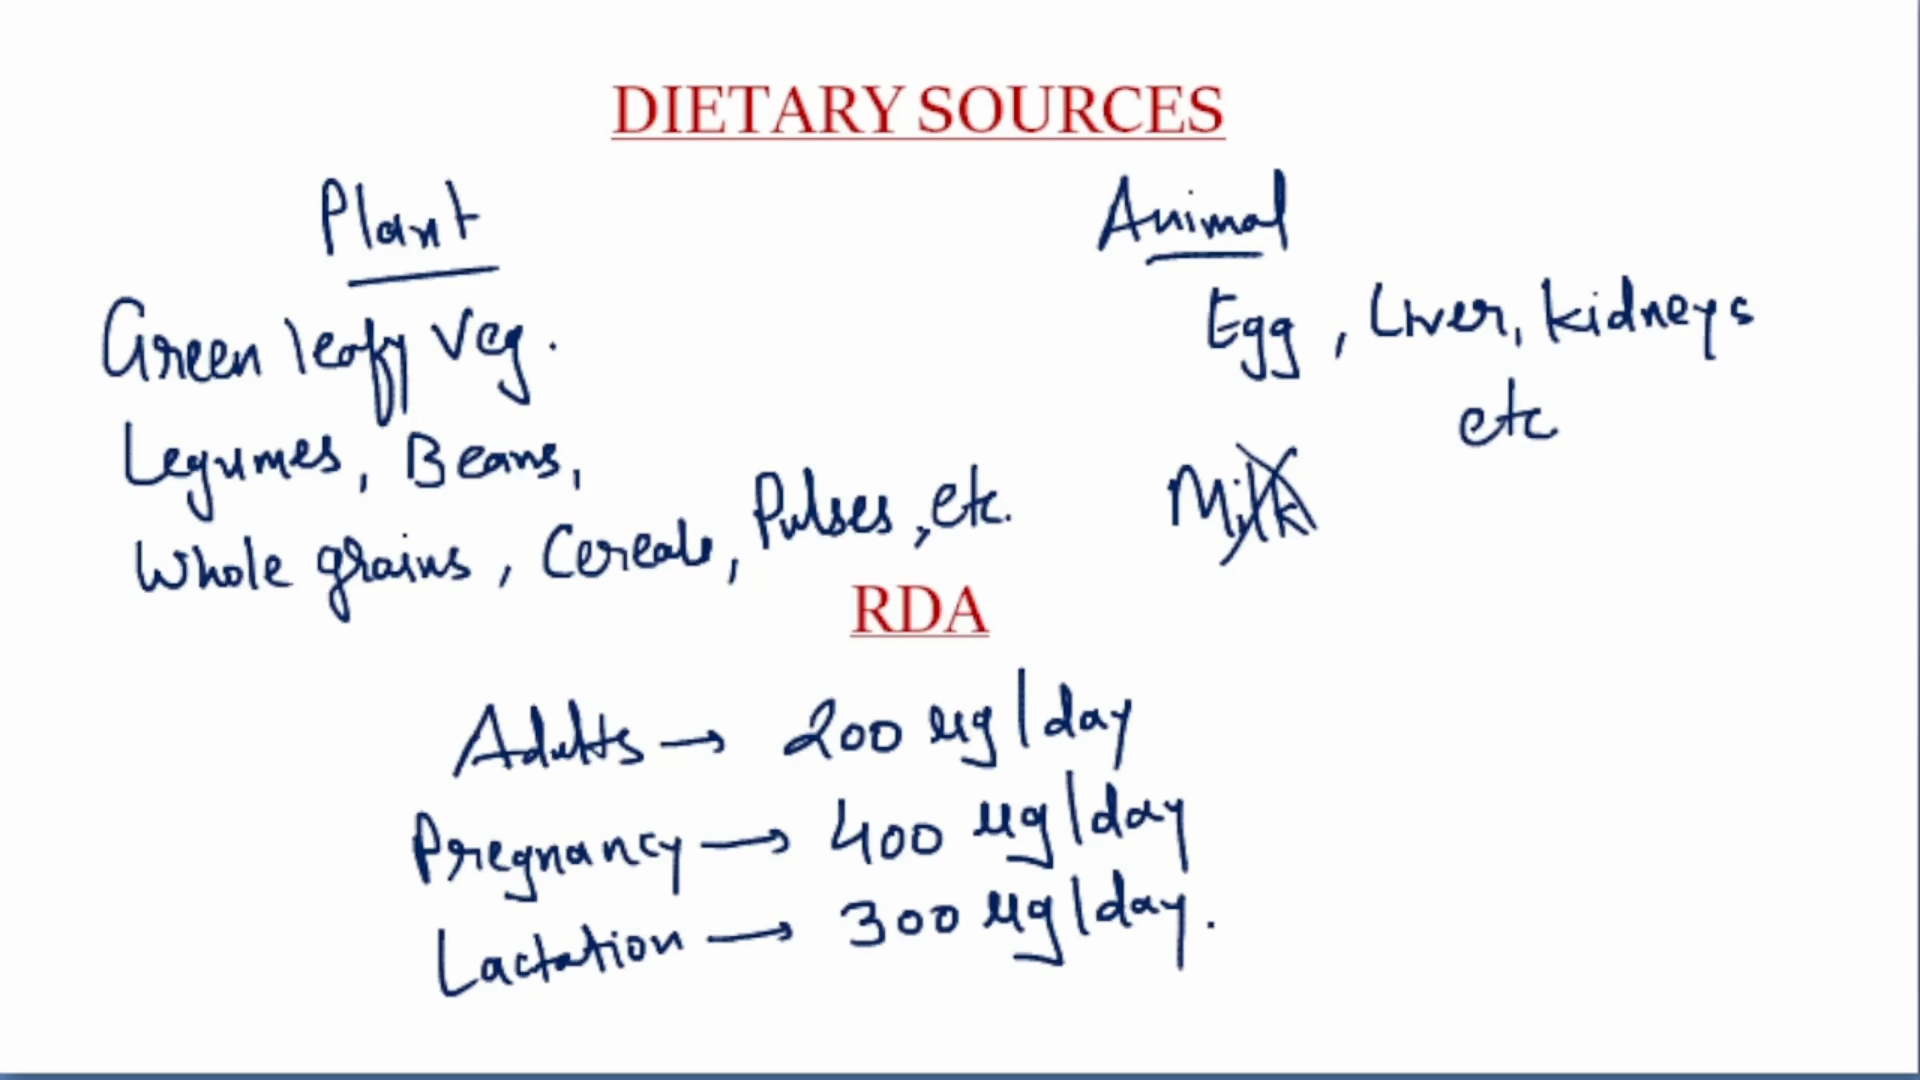 DIETARY SOURCES
Plant
Green leafy Veg.
Legumes, Beans,
Whole grains, Cereals, Pulses, etc.
Animal
Egg, Liver, kidneys
etc
Milk
RDA
Adults → 200 µg/day
Pregnancy → 400 µg/day
Lactation → 300 µg/day.